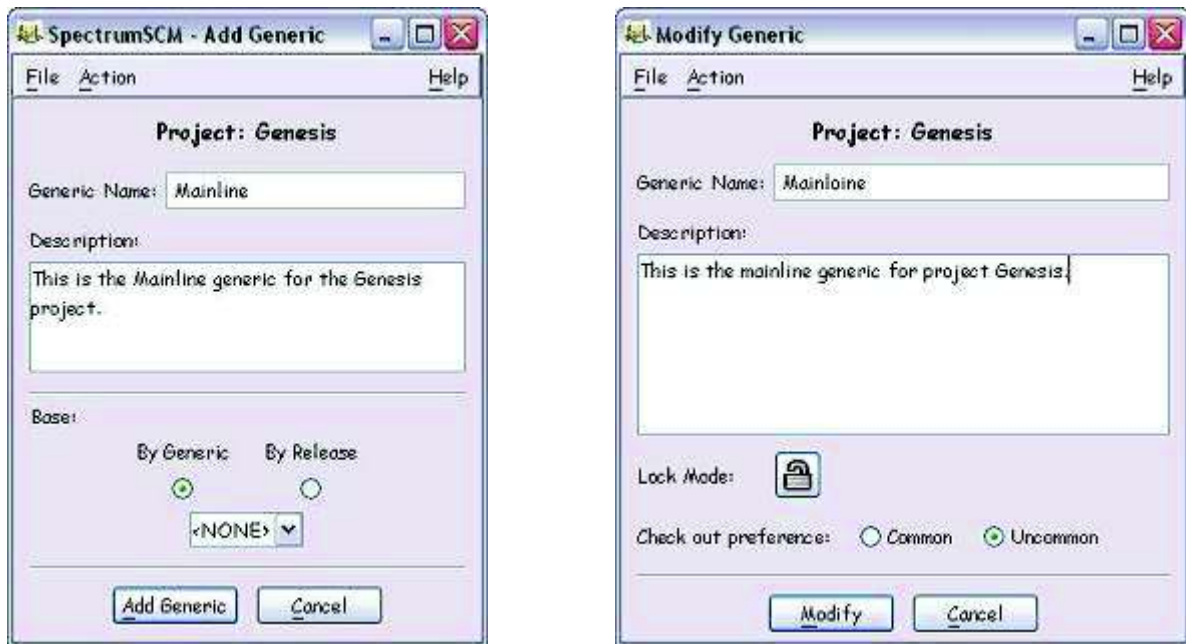 SpectrumSCM - Add Generic
File Action Help
Project: Genesis
Generic Name: Mainline
Description:
This is the Mainline generic for the Genesis
project.
Base:
By Generic By Release
<NONE>
Add Generic Cancel
Modify Generic
File Action Help
Project: Genesis
Generic Name: Mainloine
Description:
This is the mainline generic for project Genesis.
Lock Mode:
Check out preference: Common Uncommon
Modify Cancel